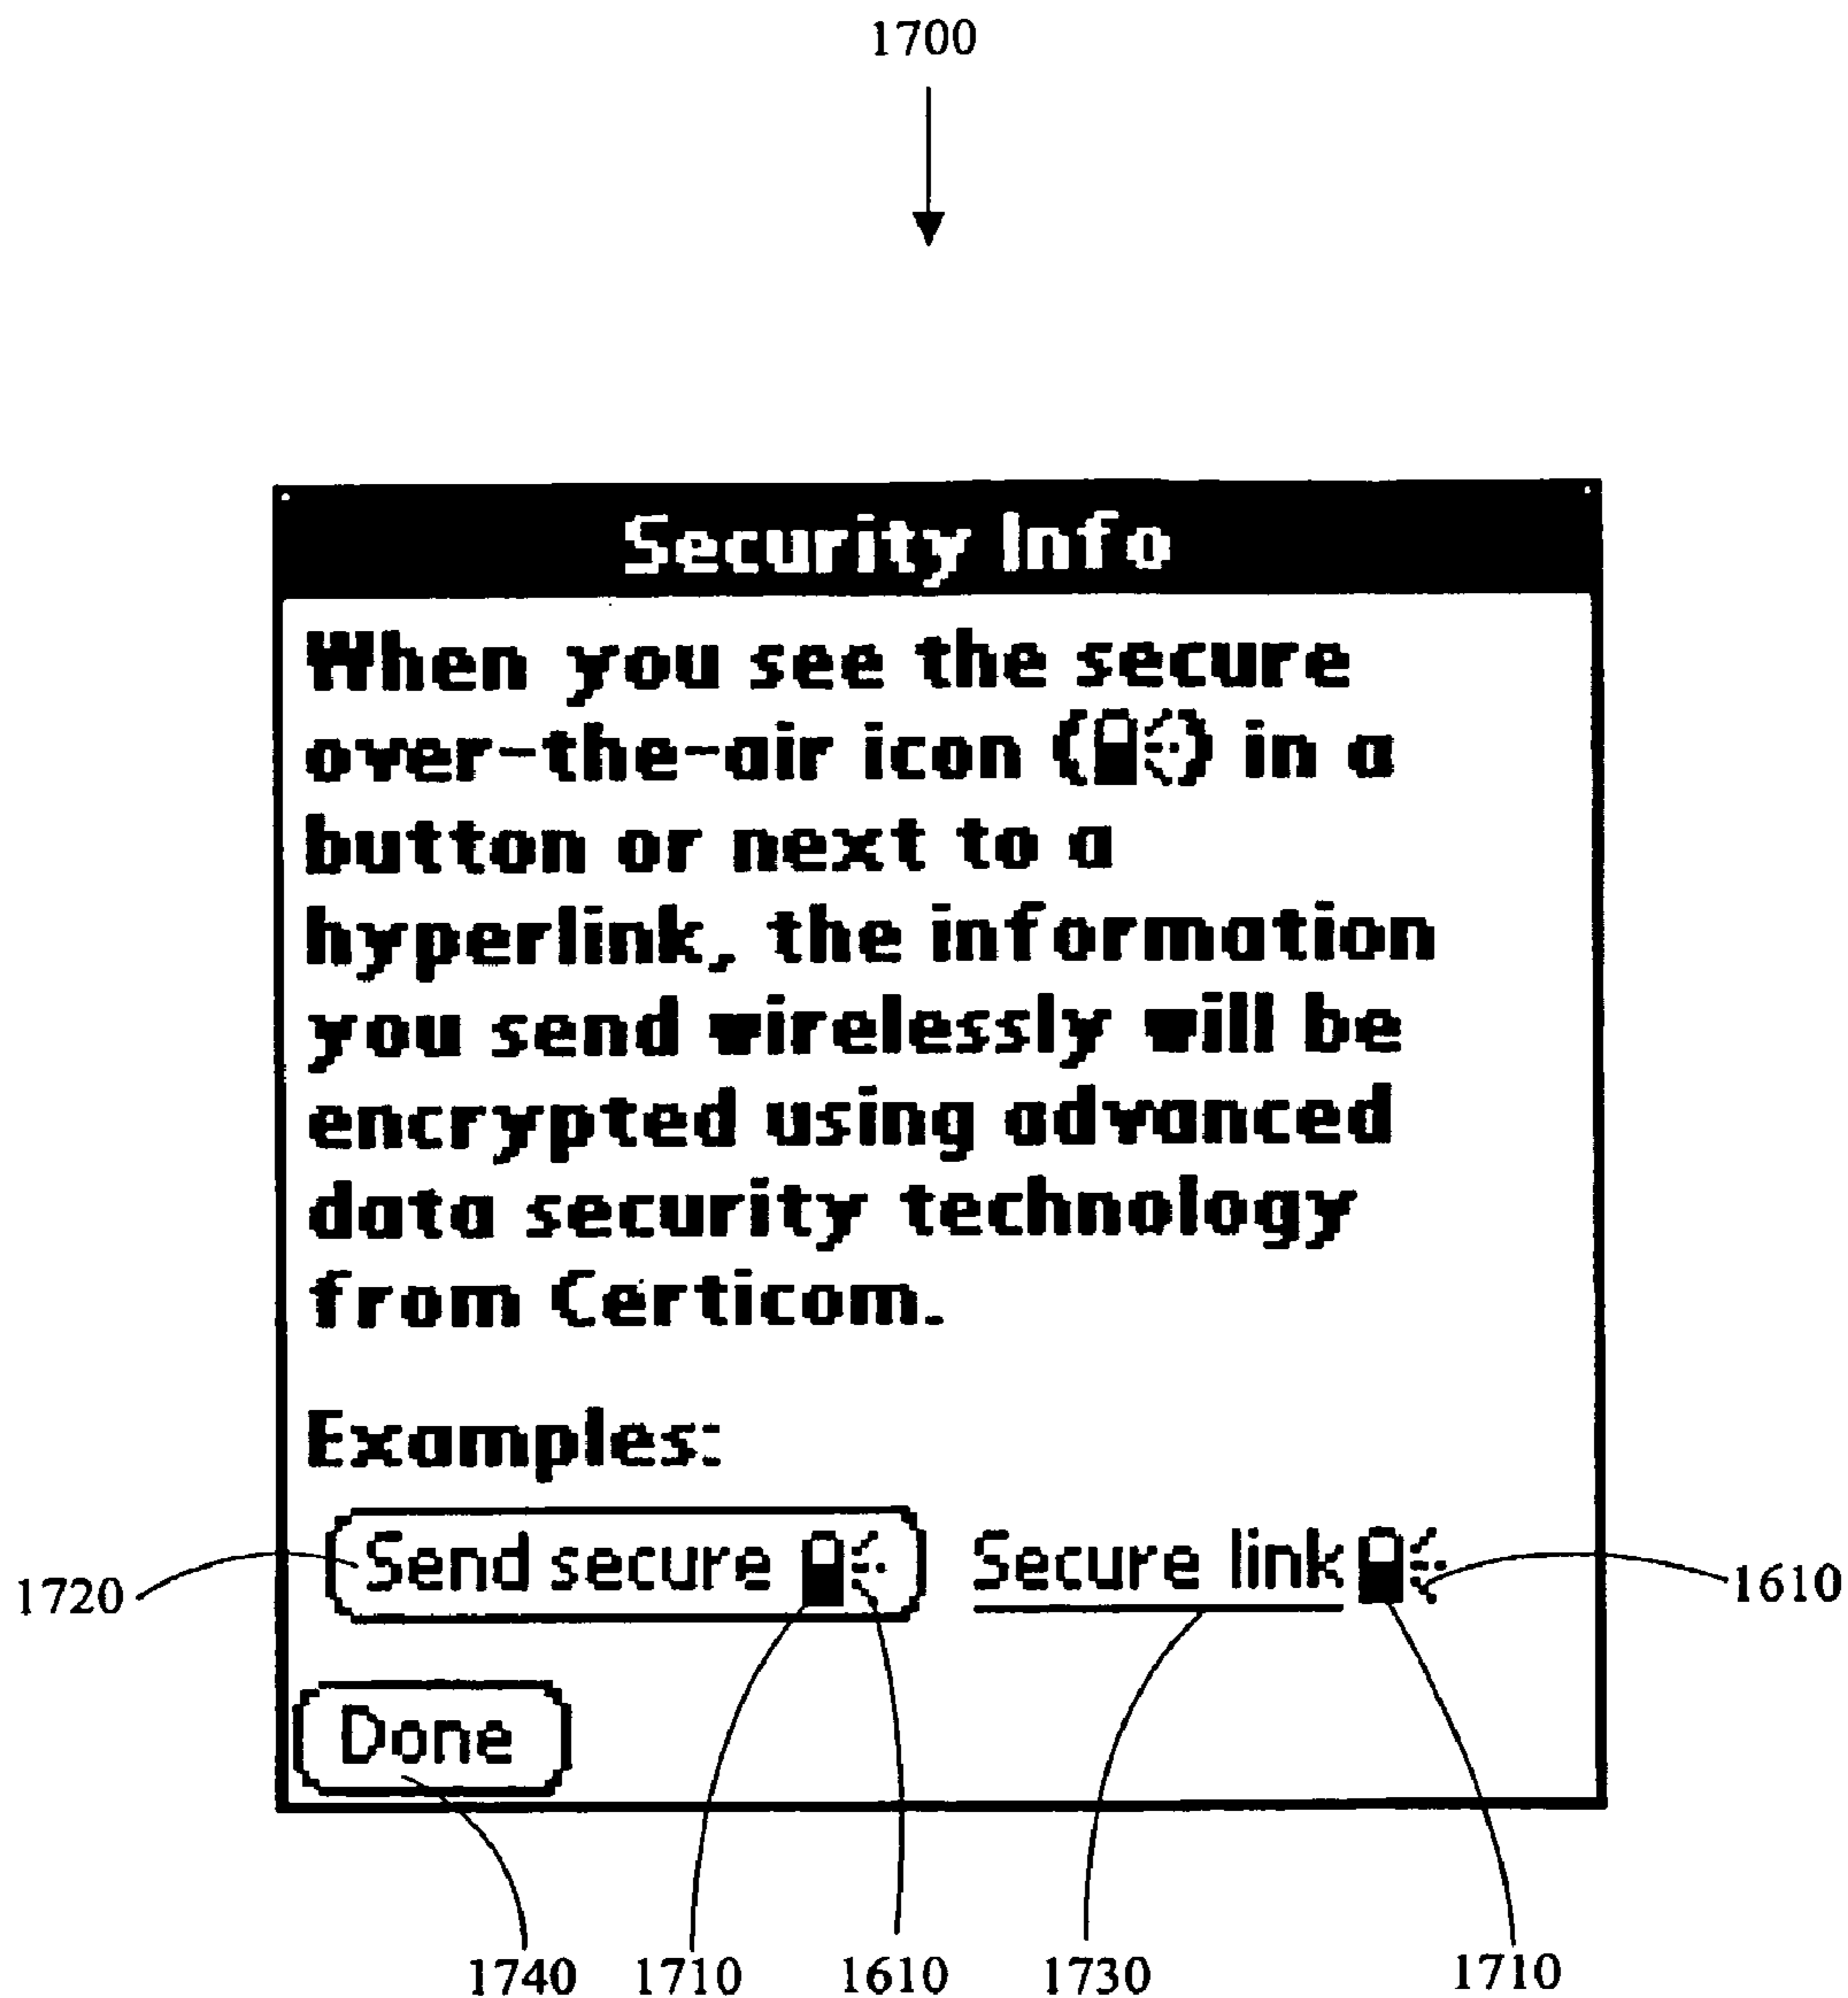 1700
Security Info
When you see the secure
over-the-air icon ( ) in a
button or next to a
hyperlink, the information
you send wirelessly will be
encrypted using advanced
data security technology
from Certicom.
Examples:
Send secure Secure link
1720 1610
Done
1740 1710 1610 1730 1710